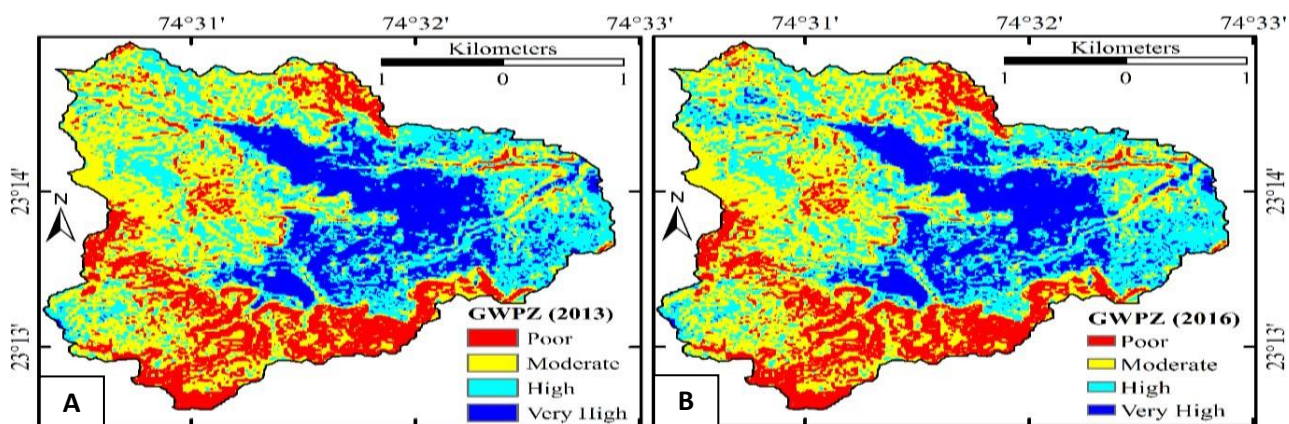 74°31' 74°32' 74°33' 74°31' 74°32' 74°33'
Kilometers
1 0 1
Kilometers
1 0 1
23°14'
23°13'
Z
GWPZ (2013)
Poor
Moderate
High
Very High
A
Z
GWPZ (2016)
Poor
Moderate
High
Very High
B
23°14'
23°13'